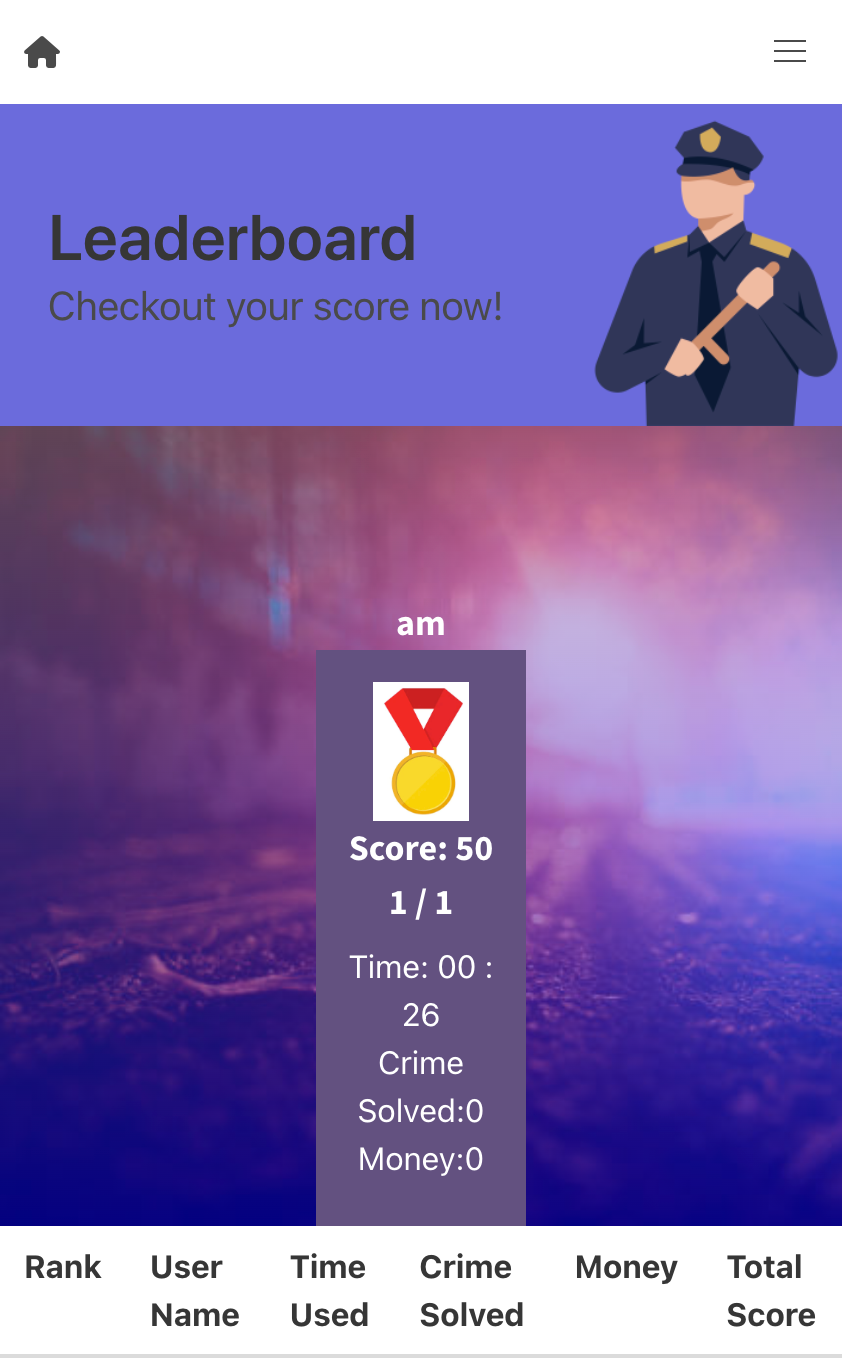 Leaderboard
Checkout your score now!
am
Score: 50
1 / 1
Time: 00 :
26
Crime
Solved:0
Money:0
Rank User Time Crime Money Total
Name Used Solved Score